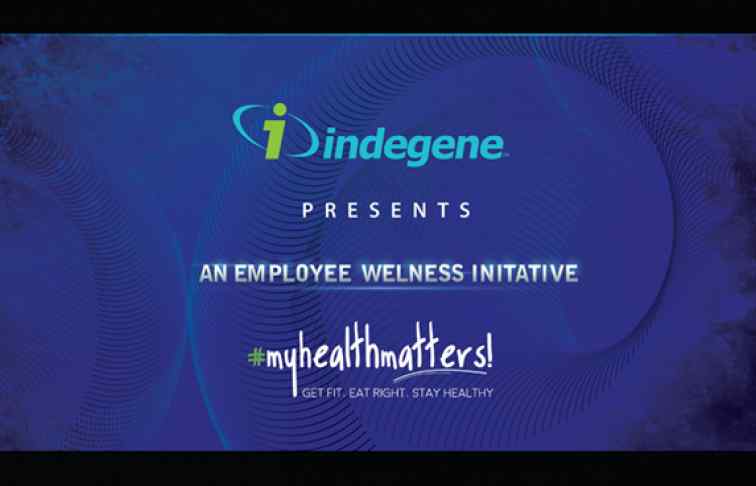 indegene
PRESENTS
AN EMPLOYEE WELNESS INITATIVE
#myhealthmatters!
GET FIT. EAT RIGHT. STAY HEALTHY